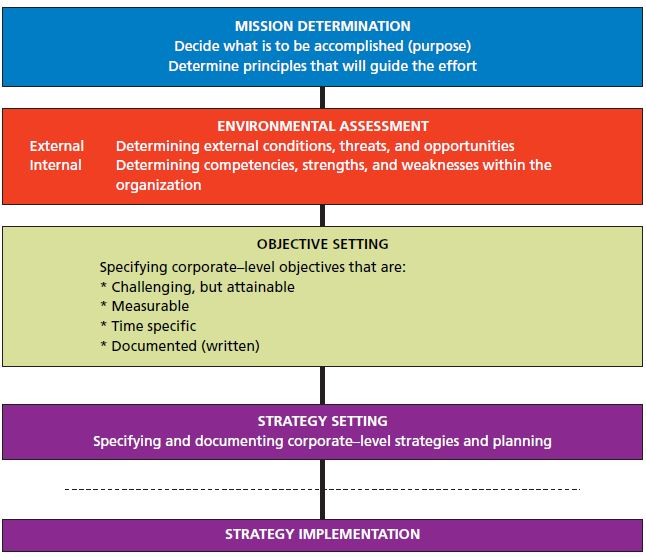 MISSION DETERMINATION
Decide what is to be accomplished (purpose)
Determine principles that will guide the effort
ENVIRONMENTAL ASSESSMENT
External Determining external conditions, threats, and opportunities
Internal Determining competencies, strengths, and weaknesses within the
organization
OBJECTIVE SETTING
Specifying corporate–level objectives that are:
* Challenging, but attainable
* Measurable
* Time specific
* Documented (written)
STRATEGY SETTING
Specifying and documenting corporate–level strategies and planning
STRATEGY IMPLEMENTATION